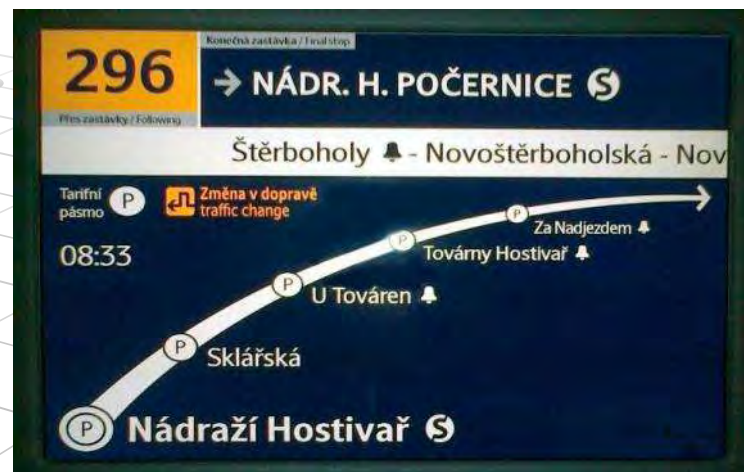 Konečná zastávka / Final stop
296
→ NÁDR. H. POČERNICE S
Přes zastávky / Following
Štěrboholy - Novoštěrboholská - Nov
Tarifní
pásmo P
Změna v dopravě
traffic change
08:33
P Za Nadjezdem
P Továrny Hostivař
P U Továren
P Sklářská
P Nádraží Hostivař S